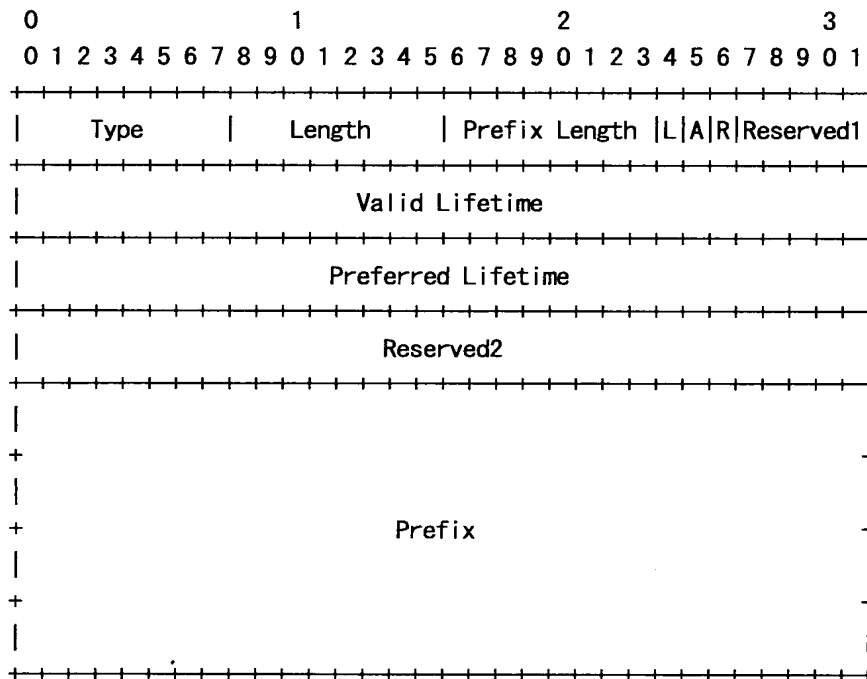 0 1 2 3
0 1 2 3 4 5 6 7 8 9 0 1 2 3 4 5 6 7 8 9 0 1 2 3 4 5 6 7 8 9 0 1
+-+-+-+-+-+-+-+-+-+-+-+-+-+-+-+-+-+-+-+-+-+-+-+-+-+-+-+-+-+-+-+-
| Type | Length | Prefix Length |L|A|R|Reserved1
+-+-+-+-+-+-+-+-+-+-+-+-+-+-+-+-+-+-+-+-+-+-+-+-+-+-+-+-+-+-+-+-
| Valid Lifetime
+-+-+-+-+-+-+-+-+-+-+-+-+-+-+-+-+-+-+-+-+-+-+-+-+-+-+-+-+-+-+-+-
| Preferred Lifetime
+-+-+-+-+-+-+-+-+-+-+-+-+-+-+-+-+-+-+-+-+-+-+-+-+-+-+-+-+-+-+-+-
| Reserved2
+-+-+-+-+-+-+-+-+-+-+-+-+-+-+-+-+-+-+-+-+-+-+-+-+-+-+-+-+-+-+-+-
|
+ -
|
+ Prefix -
|
+ -
|
+-+-+-+-+-+-+-+-+-+-+-+-+-+-+-+-+-+-+-+-+-+-+-+-+-+-+-+-+-+-+-+-